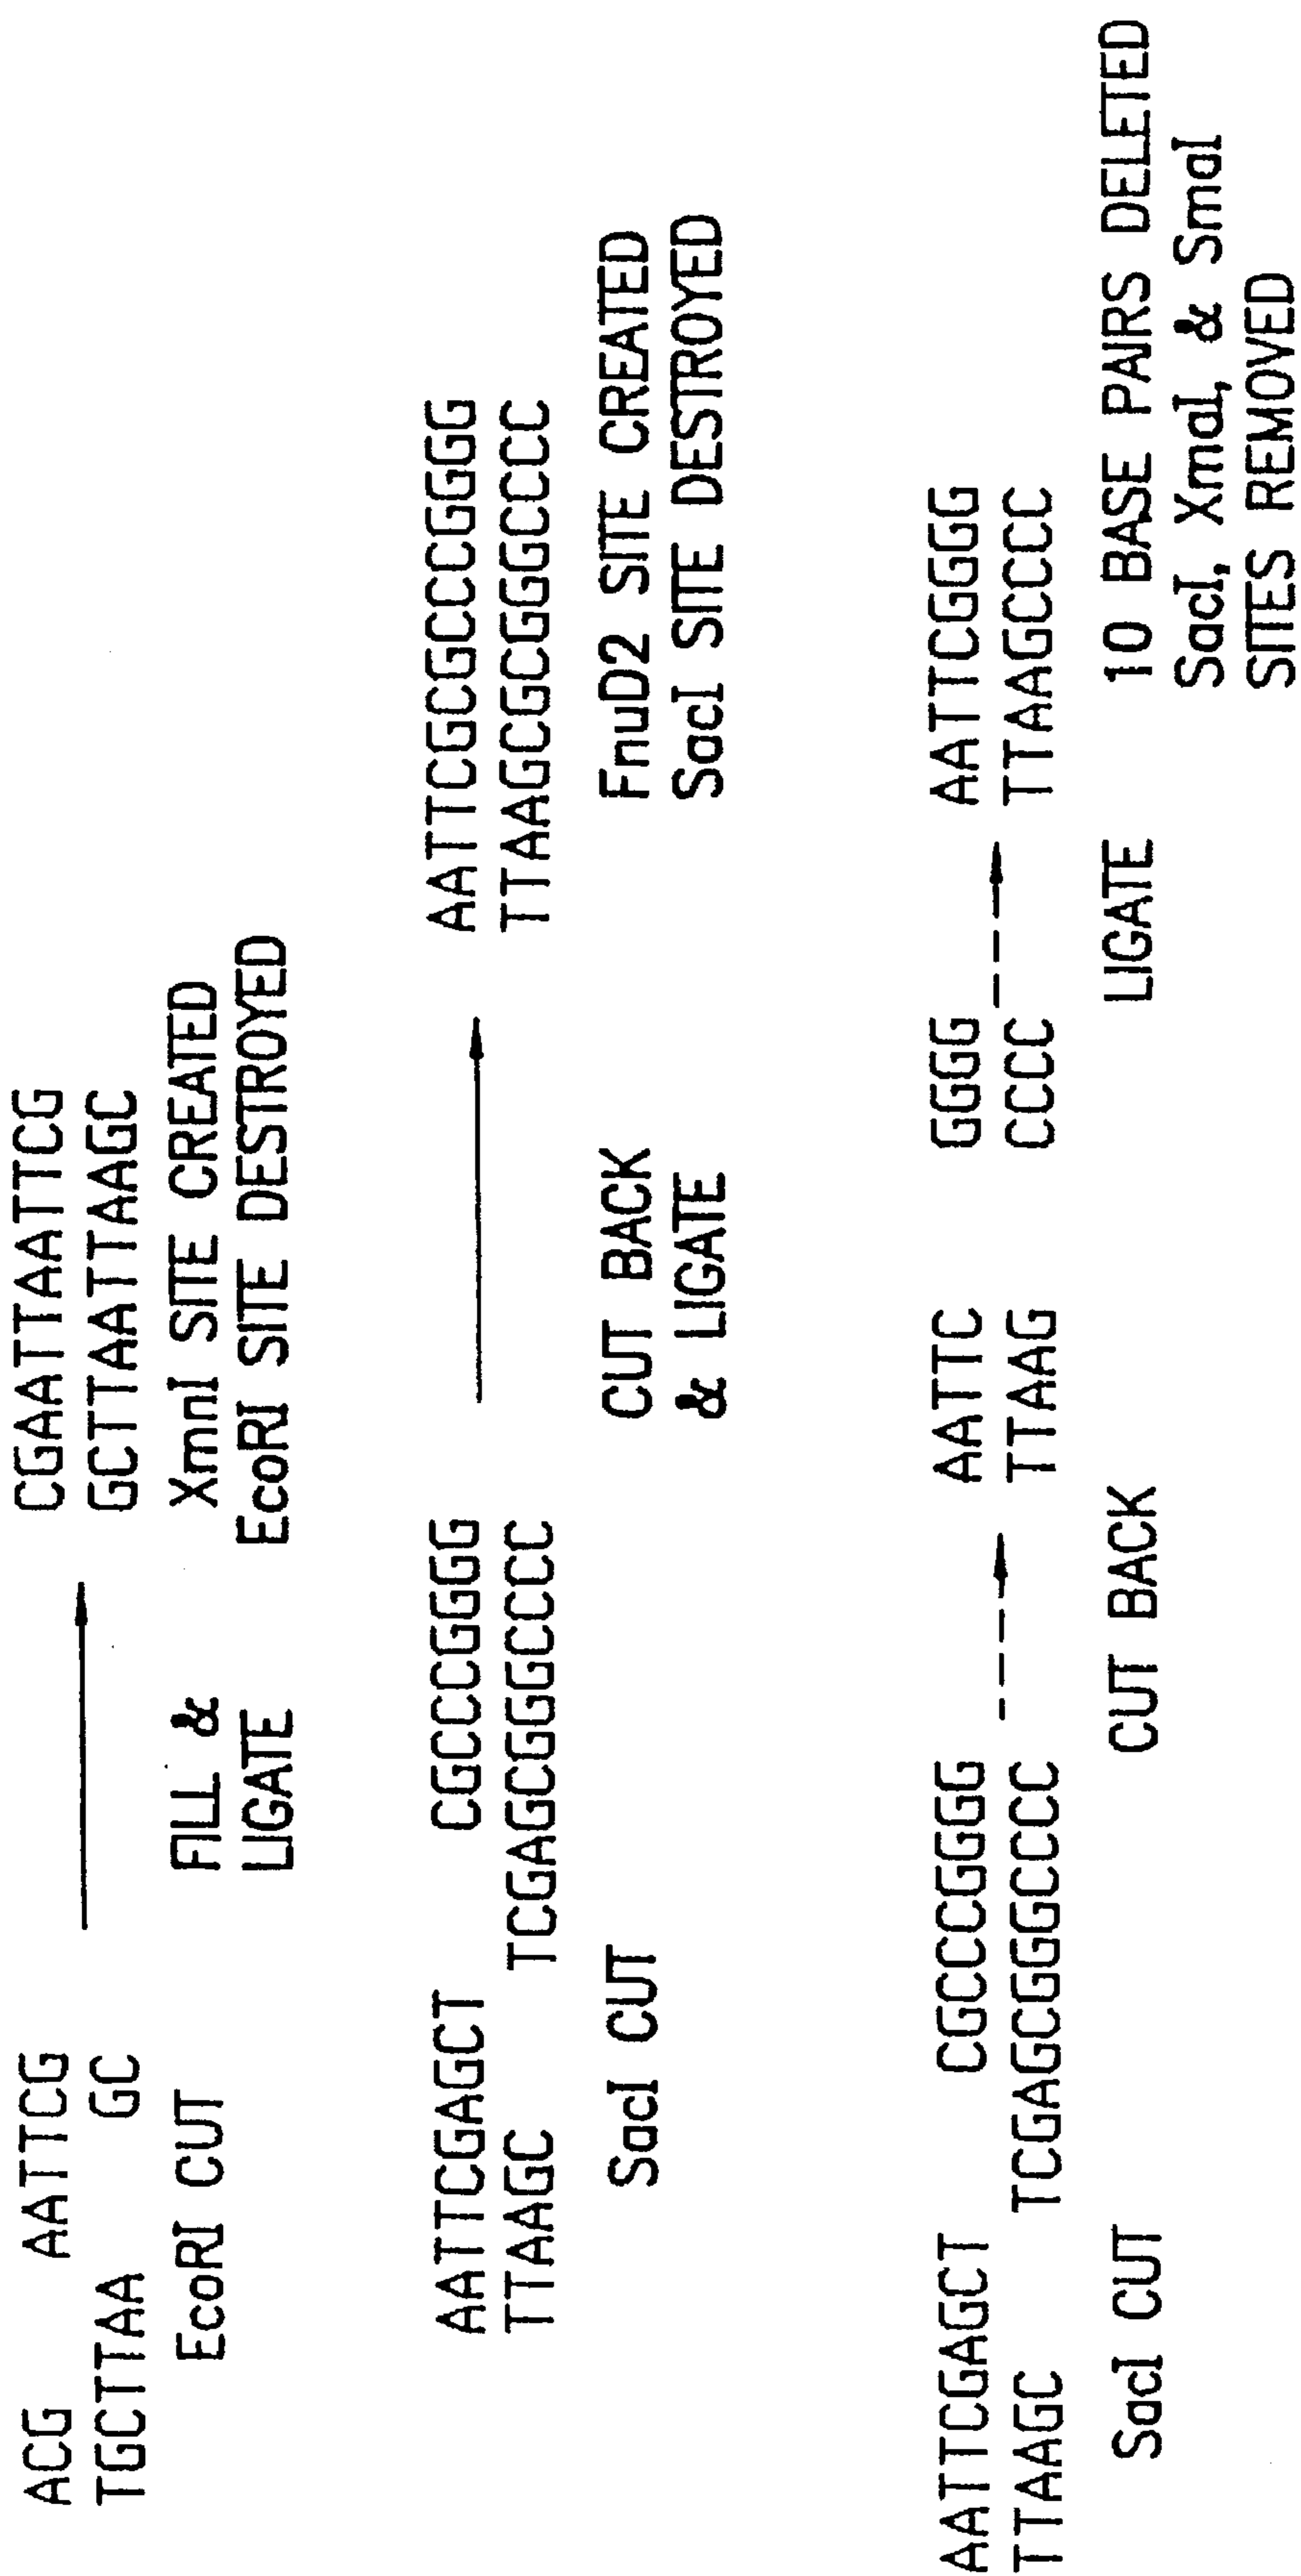 ACG AATTCG CGAATTAATTCG
TGCTTAA GC GCTTAATTAAGC
EcoRI CUT FILL & XmnI SITE CREATED
LIGATE EcoRI SITE DESTROYED
AATTCGAGCT CGCCCGGGG AATTCGCGCCCGGGG
TTAAGC TCGAGCGGGCCCC TTAAGCGCGGGCCCC
SacI CUT CUT BACK FnuD2 SITE CREATED
& LIGATE SacI SITE DESTROYED
AATTCGAGCT CGCCCGGGG AATTC GGGG AATTCGGGG
TTAAGC TCGAGCGGGCCCC TTAAG CCCC TTAAGCCCC
SacI CUT CUT BACK LIGATE 10 BASE PAIRS DELETED
SacI, XmaI, & SmaI
SITES REMOVED